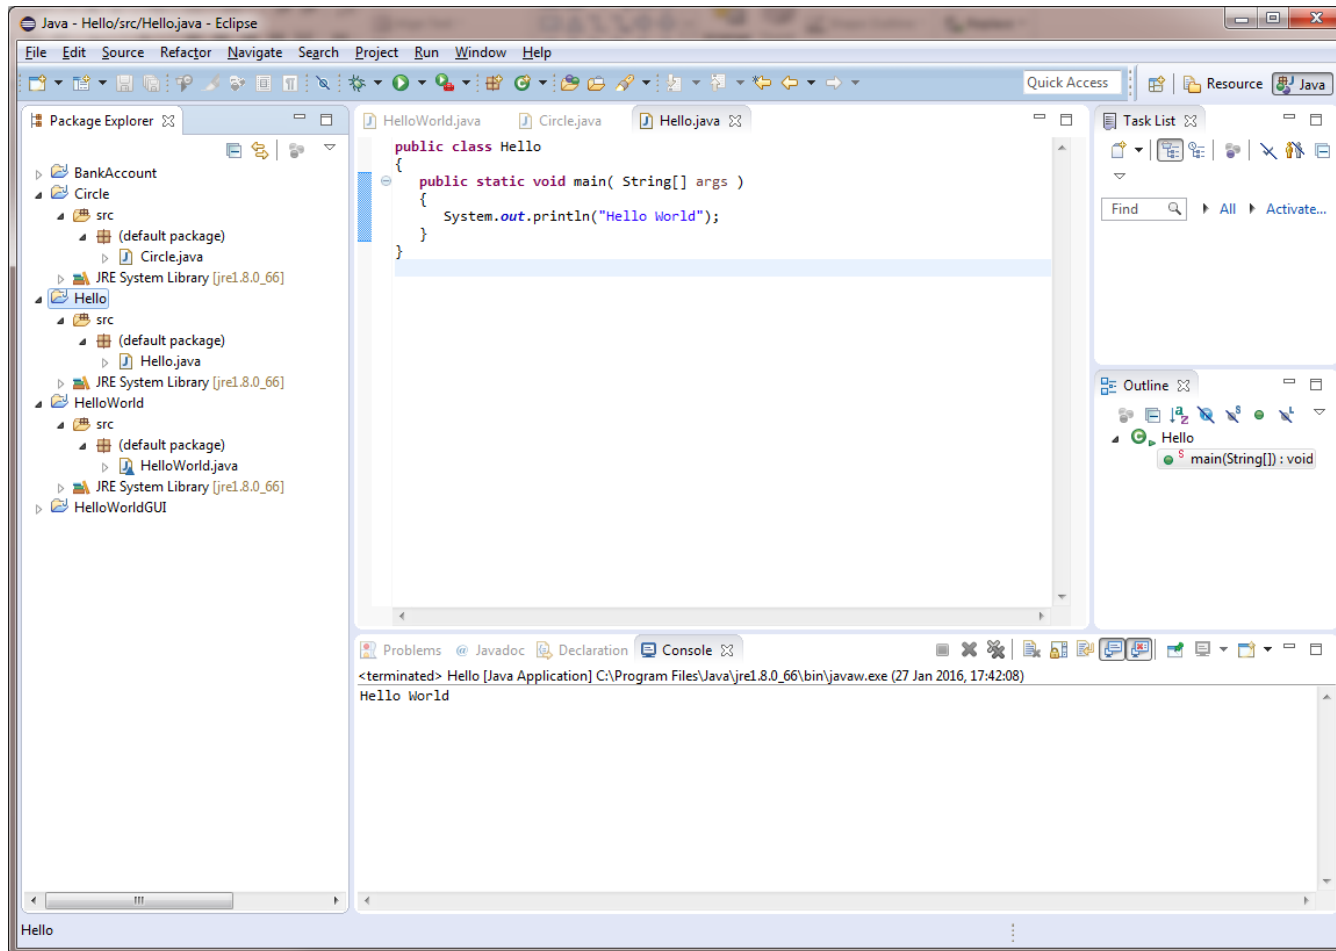 Java - Hello/src/Hello.java - Eclipse
File Edit Source Refactor Navigate Search Project Run Window Help
Quick Access Resource Java
Package Explorer
BankAccount
Circle
src
(default package)
Circle.java
JRE System Library [jre1.8.0_66]
Hello
src
(default package)
Hello.java
JRE System Library [jre1.8.0_66]
HelloWorld
src
(default package)
HelloWorld.java
JRE System Library [jre1.8.0_66]
HelloWorldGUI
HelloWorld.java Circle.java Hello.java
public class Hello
{
public static void main( String[] args )
{
System.out.println("Hello World");
}
}
Task List
Find All Activate...
Outline
Hello
main(String[]) : void
Problems @ Javadoc Declaration Console
<terminated> Hello [Java Application] C:\Program Files\Java\jre1.8.0_66\bin\javaw.exe (27 Jan 2016, 17:42:08)
Hello World
Hello